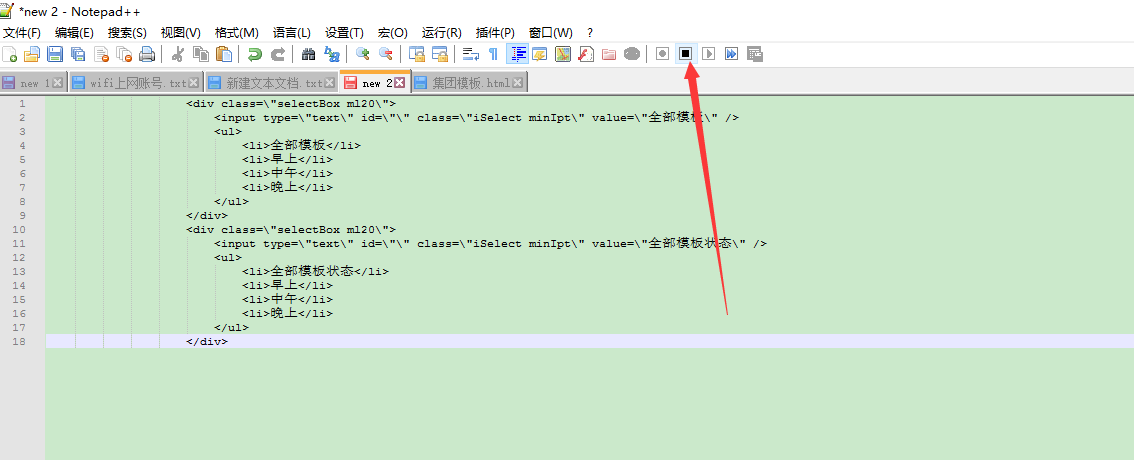 *new 2 - Notepad++
文件(F) 编辑(E) 搜索(S) 视图(V) 格式(M) 语言(L) 设置(T) 宏(O) 运行(R) 插件(P) 窗口(W) ?
new 1 wifi上网账号.txt 新建文本文档.txt new 2 集团模板.html
1 <div class=\"selectBox ml20\">
2 <input type=\"text\" id=\"\" class=\"iSelect minIpt\" value=\"全部模板\" />
3 <ul>
4 <li>全部模板</li>
5 <li>早上</li>
6 <li>中午</li>
7 <li>晚上</li>
8 </ul>
9 </div>
10 <div class=\"selectBox ml20\">
11 <input type=\"text\" id=\"\" class=\"iSelect minIpt\" value=\"全部模板状态\" />
12 <ul>
13 <li>全部模板状态</li>
14 <li>早上</li>
15 <li>中午</li>
16 <li>晚上</li>
17 </ul>
18 </div>